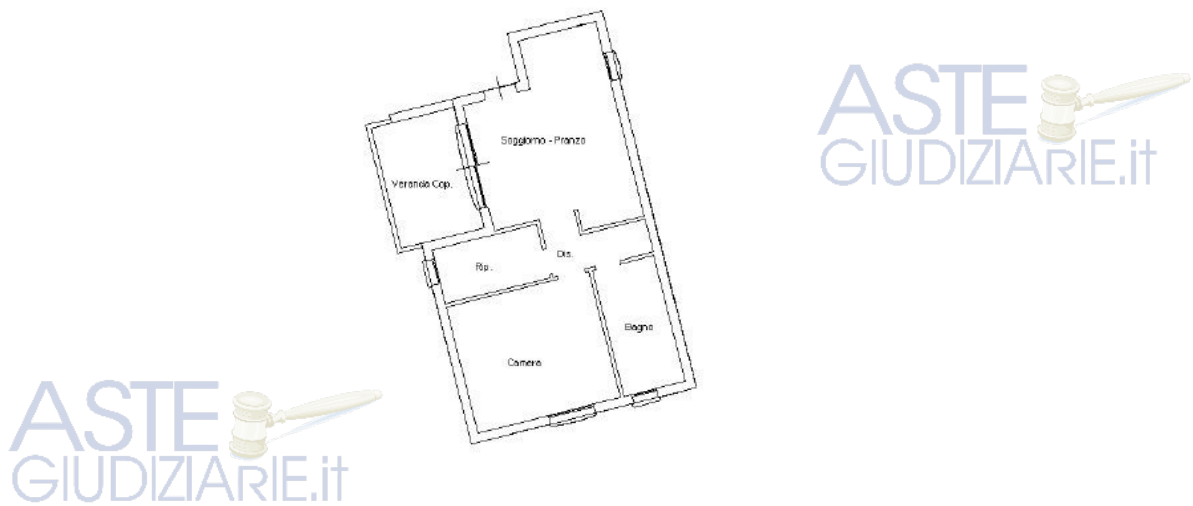 ASTE
GIUDIZIARIE.it
Soggiorno - Pranzo
Veranda Cop.
Dis.
Rip.
Bagno
Camera
ASTE
GIUDIZIARIE.it